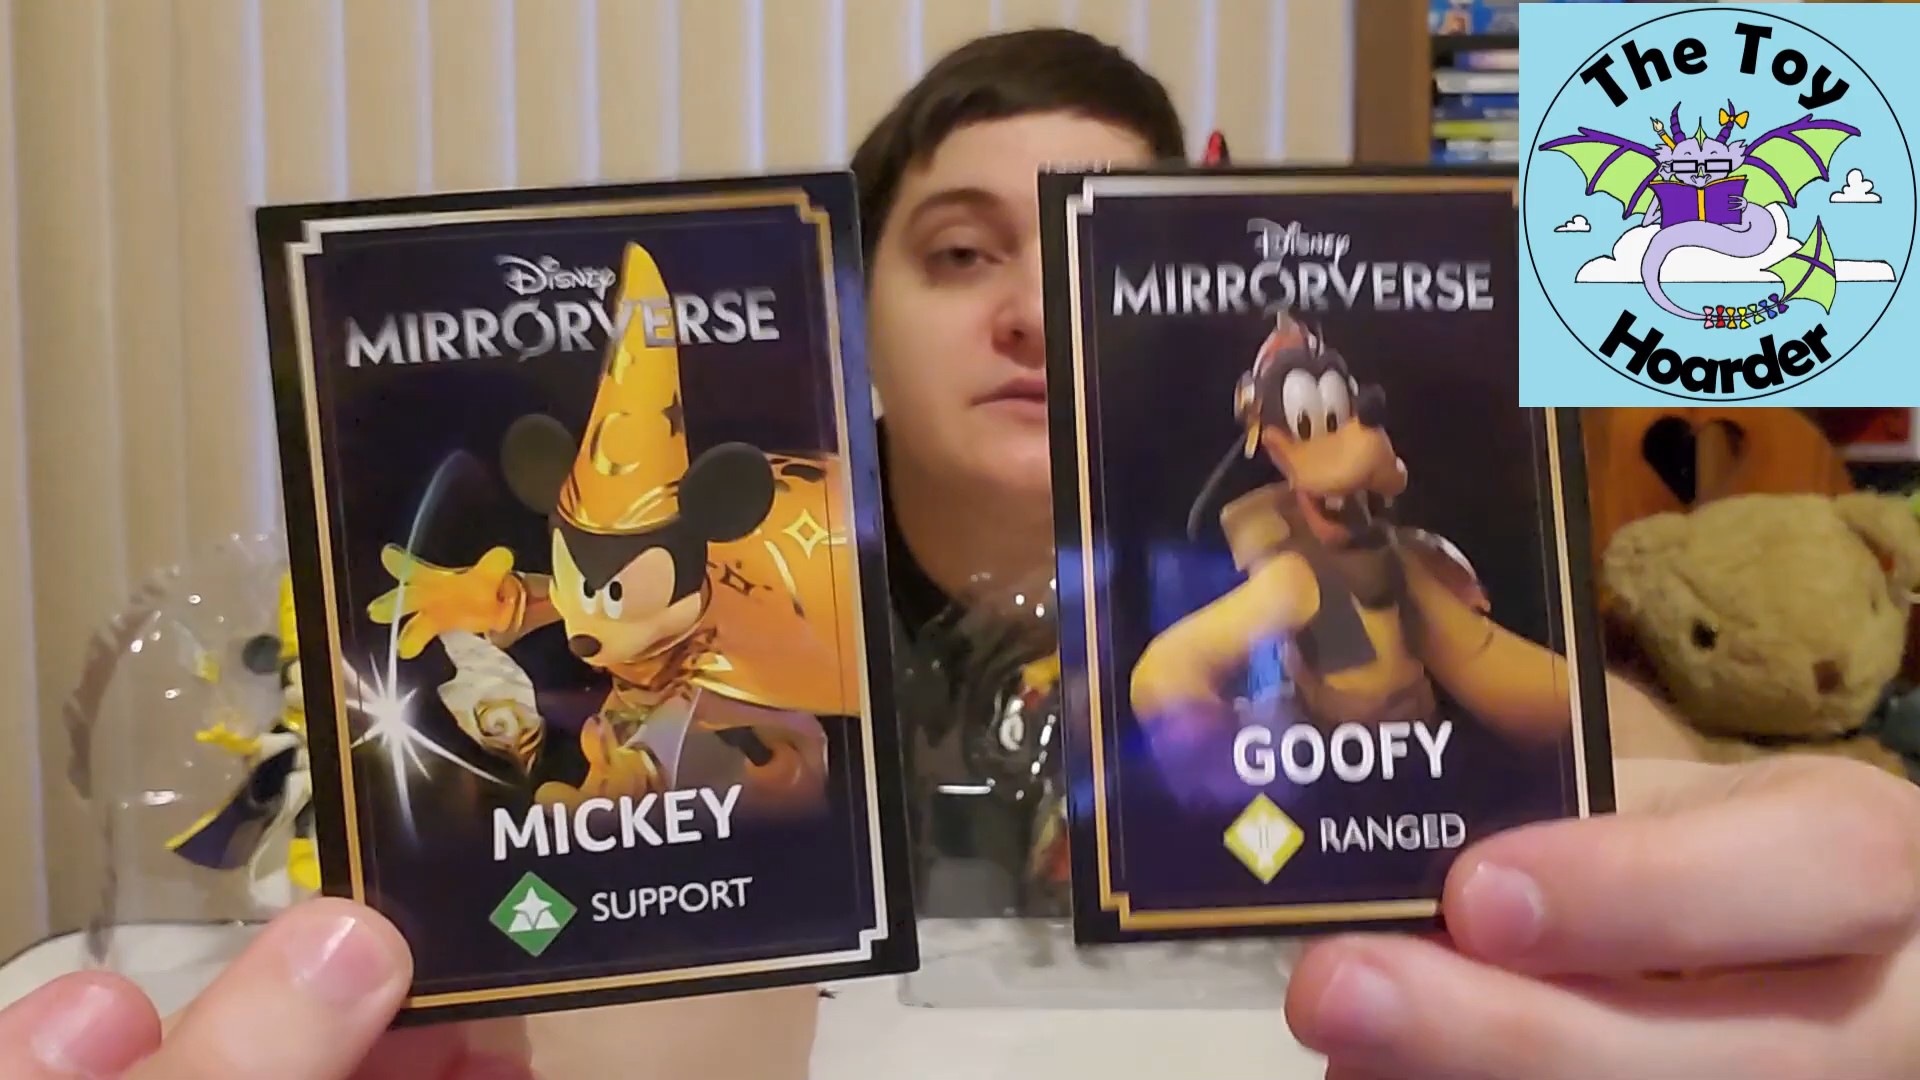 The Toy
Hoarder
Disney
MIRRORVERSE
MICKEY
SUPPORT
Disney
MIRRORVERSE
GOOFY
RANGED